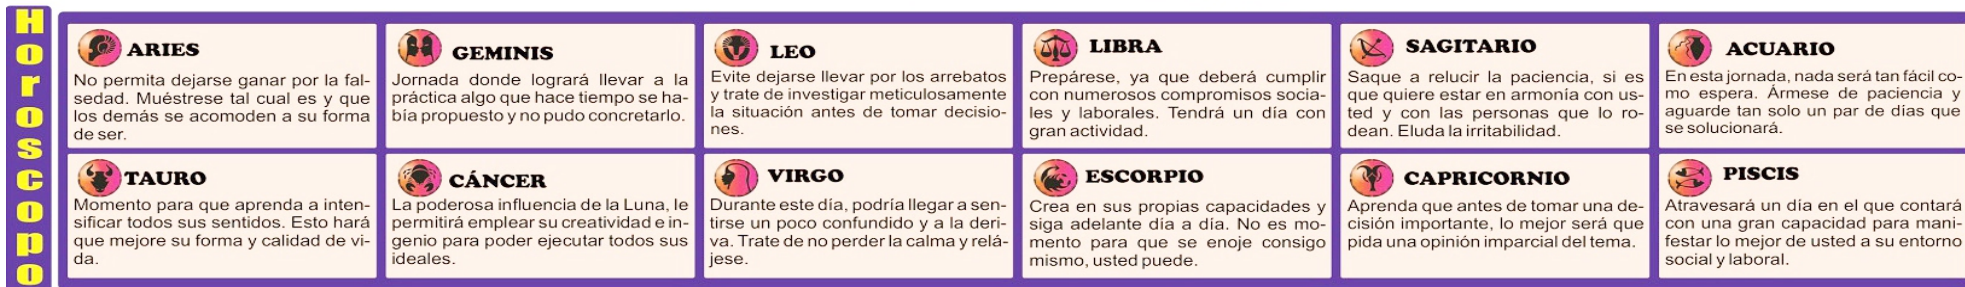 Horoscopo
ARIES
No permita dejarse ganar por la fal-
sedad. Muéstrese tal cual es y que
los demás se acomoden a su forma
de ser.
TAURO
Momento para que aprenda a inten-
sificar todos sus sentidos. Esto hará
que mejore su forma y calidad de vi-
da.
GEMINIS
Jornada donde logrará llevar a la
práctica algo que hace tiempo se ha-
bía propuesto y no pudo concretarlo.
CÁNCER
La poderosa influencia de la Luna, le
permitirá emplear su creatividad e in-
genio para poder ejecutar todos sus
ideales.
LEO
Evite dejarse llevar por los arrebatos
y trate de investigar meticulosamente
la situación antes de tomar decisio-
nes.
VIRGO
Durante este día, podría llegar a sen-
tirse un poco confundido y a la deri-
va. Trate de no perder la calma y relá-
jese.
LIBRA
Prepárese, ya que deberá cumplir
con numerosos compromisos socia-
les y laborales. Tendrá un día con
gran actividad.
ESCORPIO
Crea en sus propias capacidades y
siga adelante día a día. No es mo-
mento para que se enoje consigo
mismo, usted puede.
SAGITARIO
Saque a relucir la paciencia, si es
que quiere estar en armonía con us-
ted y con las personas que lo ro-
dean. Eluda la irritabilidad.
CAPRICORNIO
Aprenda que antes de tomar una de-
cisión importante, lo mejor será que
pida una opinión imparcial del tema.
ACUARIO
En esta jornada, nada será tan fácil co-
mo espera. Ármese de paciencia y
aguarde tan solo un par de días que
se solucionará.
PISCIS
Atravesará un día en el que contará
con una gran capacidad para mani-
festar lo mejor de usted a su entorno
social y laboral.